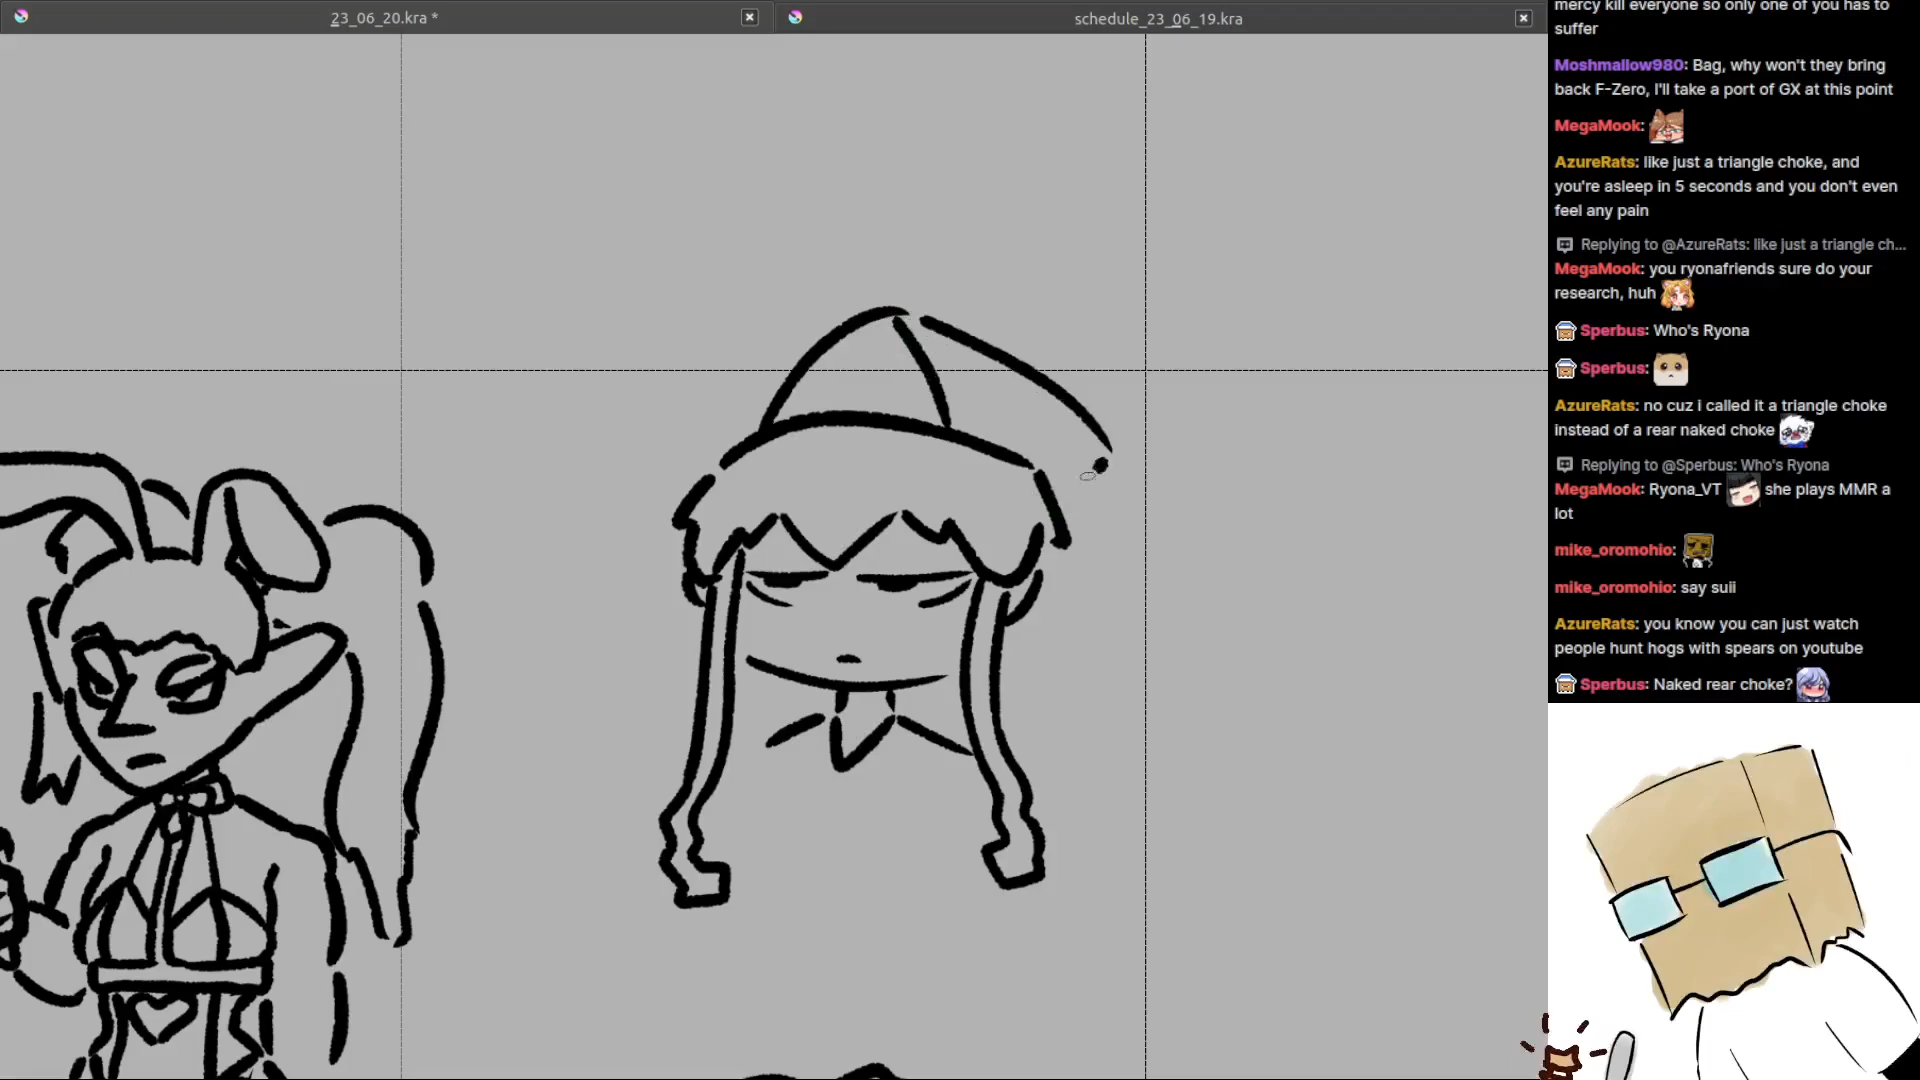 23_06_20.kra *
schedule_23_06_19.kra
mercy kill everyone so only one of you has to
suffer
Moshmallow980: Bag, why won't they bring
back F-Zero, I'll take a port of GX at this point
MegaMook:
AzureRats: like just a triangle choke, and
you're asleep in 5 seconds and you don't even
feel any pain
Replying to @AzureRats: like just a triangle ch...
MegaMook: you ryonafriends sure do your
research, huh
Sperbus: Who's Ryona
Sperbus:
AzureRats: no cuz i called it a triangle choke
instead of a rear naked choke
Replying to @Sperbus: Who's Ryona
MegaMook: Ryona_VT she plays MMR a
lot
mike_oromohio:
mike_oromohio: say suii
AzureRats: you know you can just watch
people hunt hogs with spears on youtube
Sperbus: Naked rear choke?